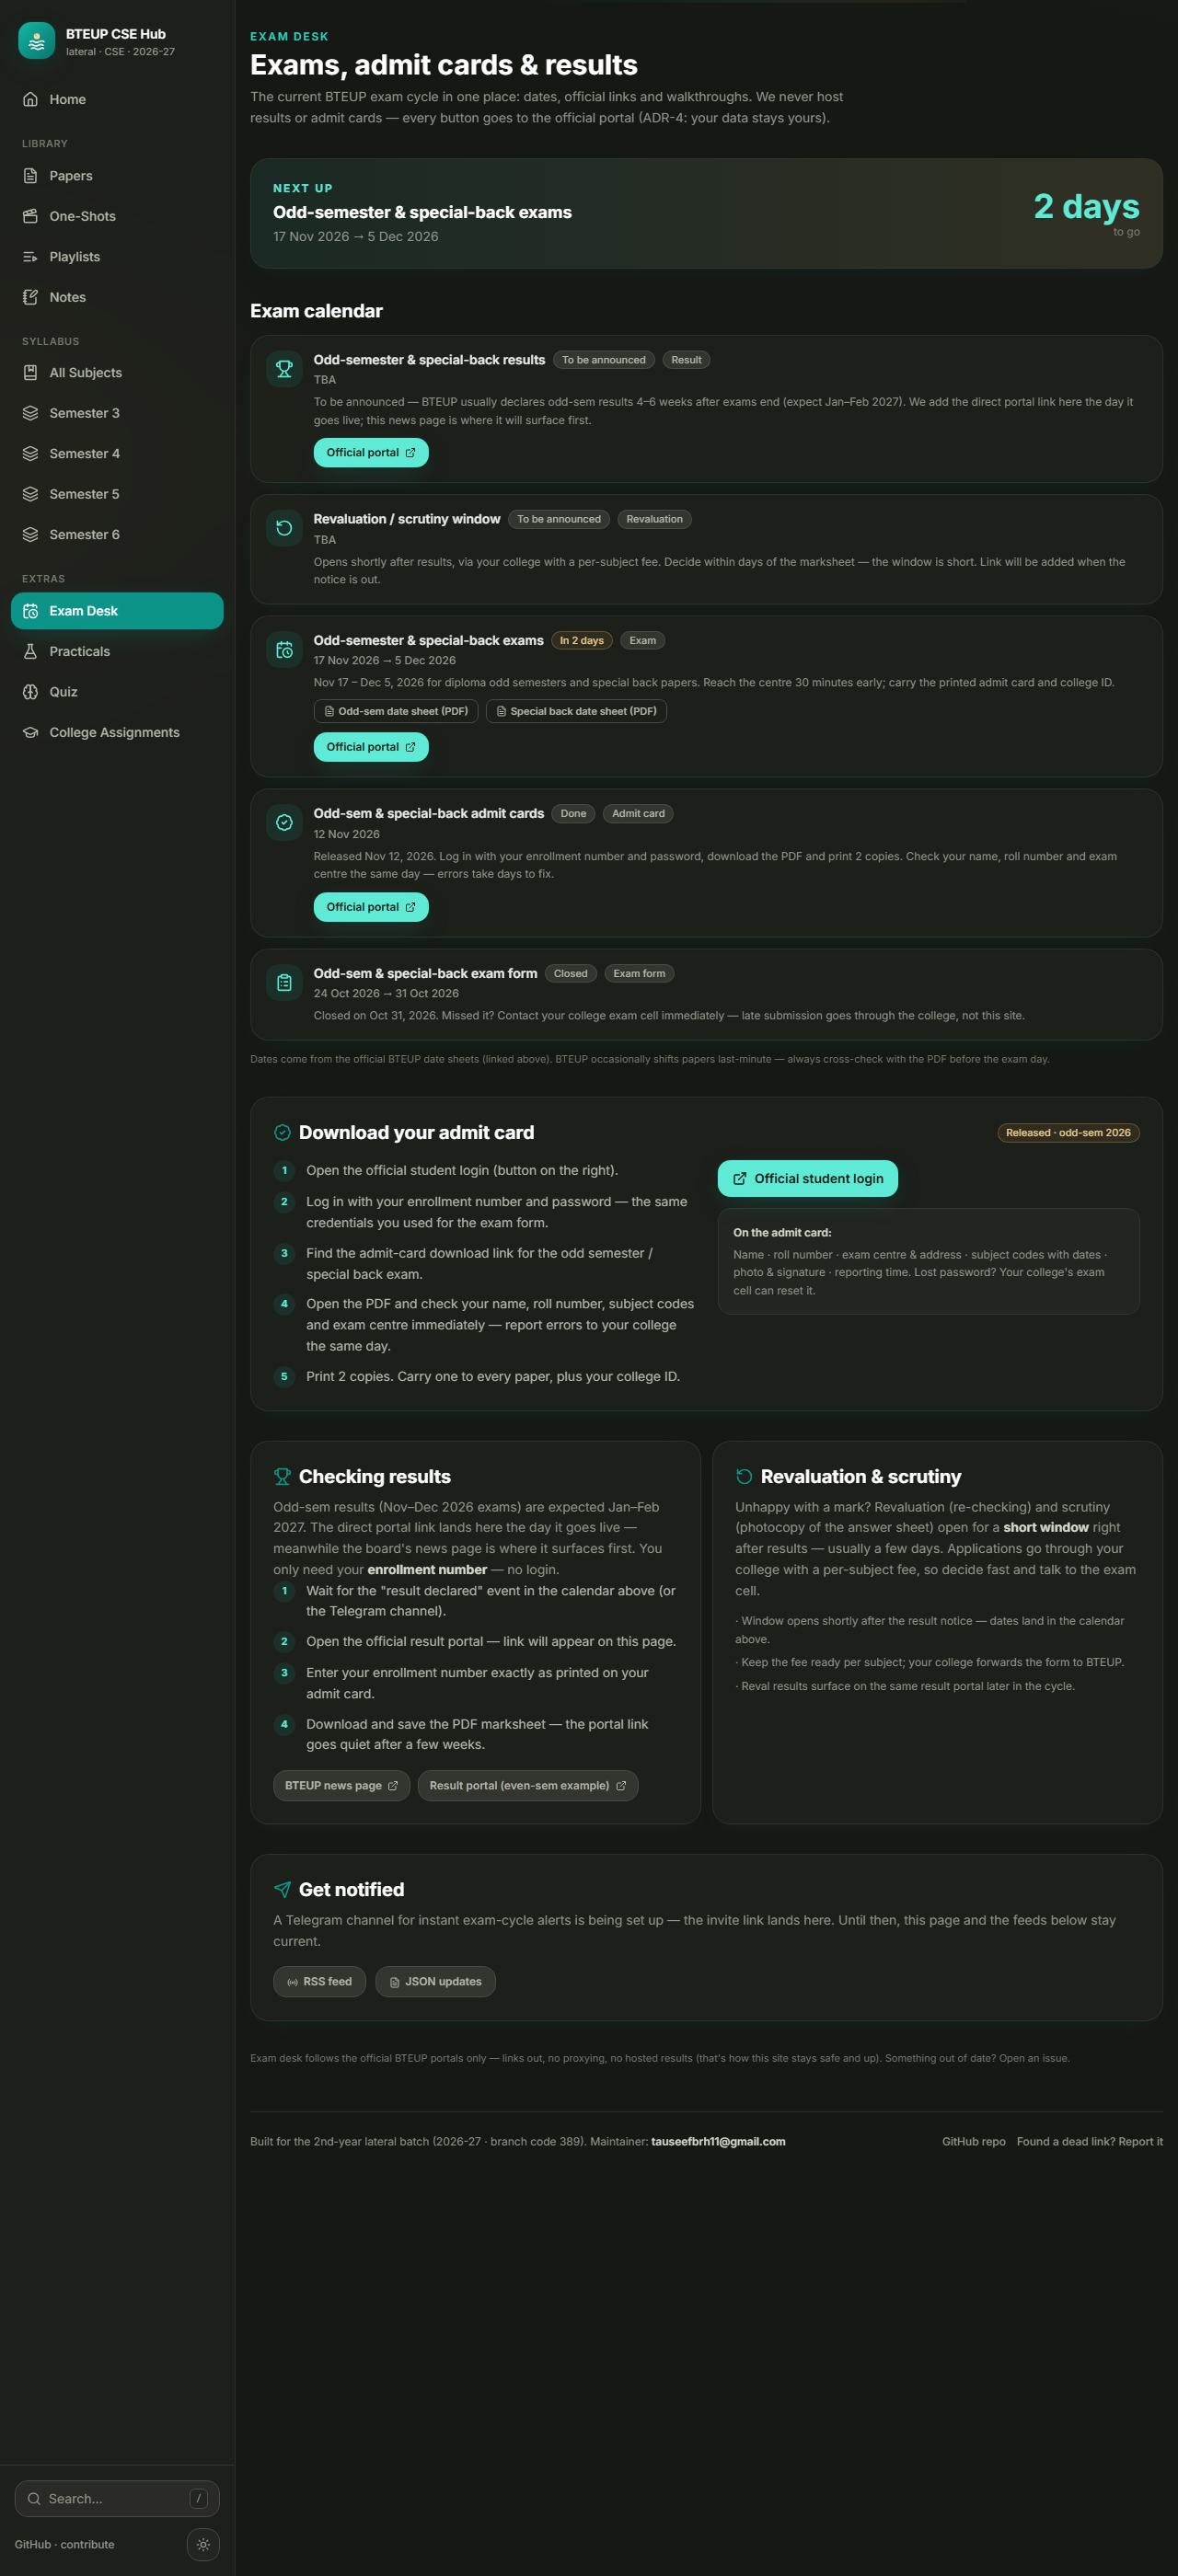 BTEUP CSE Hub
lateral · CSE · 2026-27
Home
LIBRARY
Papers
One-Shots
Playlists
Notes
SYLLABUS
All Subjects
Semester 3
Semester 4
Semester 5
Semester 6
EXTRAS
Exam Desk
Practicals
Quiz
College Assignments
Search...
/
GitHub · contribute
EXAM DESK
Exams, admit cards & results
The current BTEUP exam cycle in one place: dates, official links and walkthroughs. We never host
results or admit cards — every button goes to the official portal (ADR-4: your data stays yours).
NEXT UP
Odd-semester & special-back exams
17 Nov 2026 → 5 Dec 2026
2 days
to go
Exam calendar
Odd-semester & special-back results To be announced Result
TBA
To be announced — BTEUP usually declares odd-sem results 4–6 weeks after exams end (expect Jan–Feb 2027). We add the direct portal link here the day it
goes live; this news page is where it will surface first.
Official portal
Revaluation / scrutiny window To be announced Revaluation
TBA
Opens shortly after results, via your college with a per-subject fee. Decide within days of the marksheet — the window is short. Link will be added when the
notice is out.
Odd-semester & special-back exams In 2 days Exam
17 Nov 2026 → 5 Dec 2026
Nov 17 – Dec 5, 2026 for diploma odd semesters and special back papers. Reach the centre 30 minutes early; carry the printed admit card and college ID.
Odd-sem date sheet (PDF) Special back date sheet (PDF)
Official portal
Odd-sem & special-back admit cards Done Admit card
12 Nov 2026
Released Nov 12, 2026. Log in with your enrollment number and password, download the PDF and print 2 copies. Check your name, roll number and exam
centre the same day — errors take days to fix.
Official portal
Odd-sem & special-back exam form Closed Exam form
24 Oct 2026 → 31 Oct 2026
Closed on Oct 31, 2026. Missed it? Contact your college exam cell immediately — late submission goes through the college, not this site.
Dates come from the official BTEUP date sheets (linked above). BTEUP occasionally shifts papers last-minute — always cross-check with the PDF before the exam day.
Download your admit card
Released · odd-sem 2026
1 Open the official student login (button on the right).
2 Log in with your enrollment number and password — the same
credentials you used for the exam form.
3 Find the admit-card download link for the odd semester /
special back exam.
4 Open the PDF and check your name, roll number, subject codes
and exam centre immediately — report errors to your college
the same day.
5 Print 2 copies. Carry one to every paper, plus your college ID.
Official student login
On the admit card:
Name · roll number · exam centre & address · subject codes with dates ·
photo & signature · reporting time. Lost password? Your college's exam
cell can reset it.
Checking results
Odd-sem results (Nov–Dec 2026 exams) are expected Jan–Feb
2027. The direct portal link lands here the day it goes live —
meanwhile the board's news page is where it surfaces first. You
only need your enrollment number — no login.
1 Wait for the "result declared" event in the calendar above (or
the Telegram channel).
2 Open the official result portal — link will appear on this page.
3 Enter your enrollment number exactly as printed on your
admit card.
4 Download and save the PDF marksheet — the portal link
goes quiet after a few weeks.
BTEUP news page Result portal (even-sem example)
Revaluation & scrutiny
Unhappy with a mark? Revaluation (re-checking) and scrutiny
(photocopy of the answer sheet) open for a short window right
after results — usually a few days. Applications go through your
college with a per-subject fee, so decide fast and talk to the exam
cell.
· Window opens shortly after the result notice — dates land in the calendar
above.
· Keep the fee ready per subject; your college forwards the form to BTEUP.
· Reval results surface on the same result portal later in the cycle.
Get notified
A Telegram channel for instant exam-cycle alerts is being set up — the invite link lands here. Until then, this page and the feeds below stay
current.
RSS feed JSON updates
Exam desk follows the official BTEUP portals only — links out, no proxying, no hosted results (that's how this site stays safe and up). Something out of date? Open an issue.
Built for the 2nd-year lateral batch (2026-27 · branch code 389). Maintainer: tauseefbrh11@gmail.com
GitHub repo Found a dead link? Report it